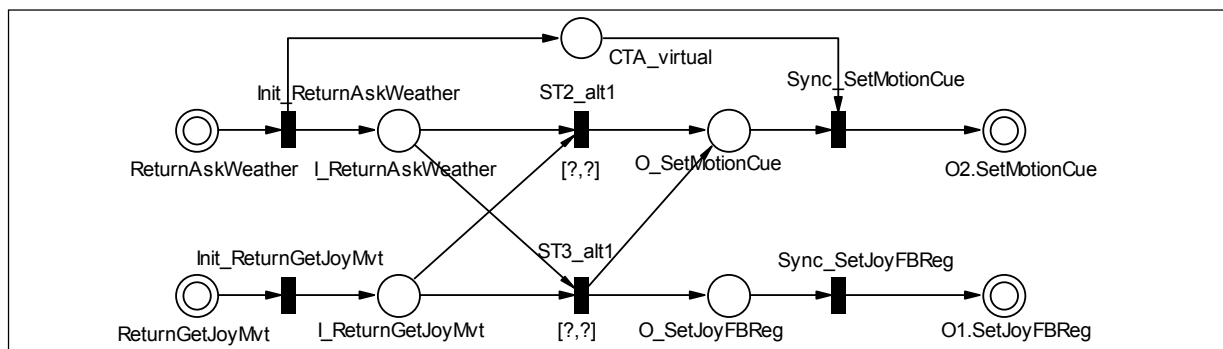 CTA_virtual
Init_ReturnAskWeather
ST2_alt1
Sync_SetMotionCue
ReturnAskWeather
I_ReturnAskWeather
[?,?]
O_SetMotionCue
O2.SetMotionCue
Init_ReturnGetJoyMvt
ST3_alt1
Sync_SetJoyFBReg
ReturnGetJoyMvt
I_ReturnGetJoyMvt
[?,?]
O_SetJoyFBReg
O1.SetJoyFBReg